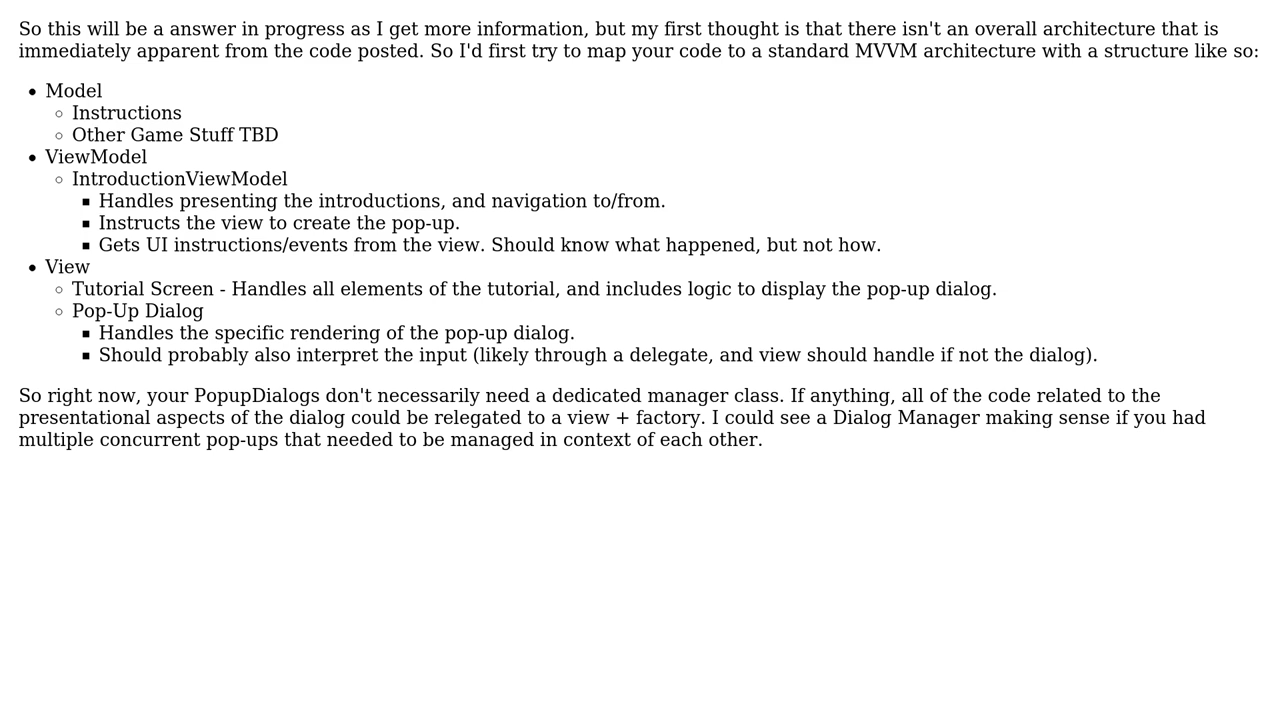 So this will be a answer in progress as I get more information, but my first thought is that there isn't an overall architecture that is
immediately apparent from the code posted. So I'd first try to map your code to a standard MVVM architecture with a structure like so:
• Model
◦ Instructions
◦ Other Game Stuff TBD
• ViewModel
◦ IntroductionViewModel
▪ Handles presenting the introductions, and navigation to/from.
▪ Instructs the view to create the pop-up.
▪ Gets UI instructions/events from the view. Should know what happened, but not how.
• View
◦ Tutorial Screen - Handles all elements of the tutorial, and includes logic to display the pop-up dialog.
◦ Pop-Up Dialog
▪ Handles the specific rendering of the pop-up dialog.
▪ Should probably also interpret the input (likely through a delegate, and view should handle if not the dialog).
So right now, your PopupDialogs don't necessarily need a dedicated manager class. If anything, all of the code related to the
presentational aspects of the dialog could be relegated to a view + factory. I could see a Dialog Manager making sense if you had
multiple concurrent pop-ups that needed to be managed in context of each other.